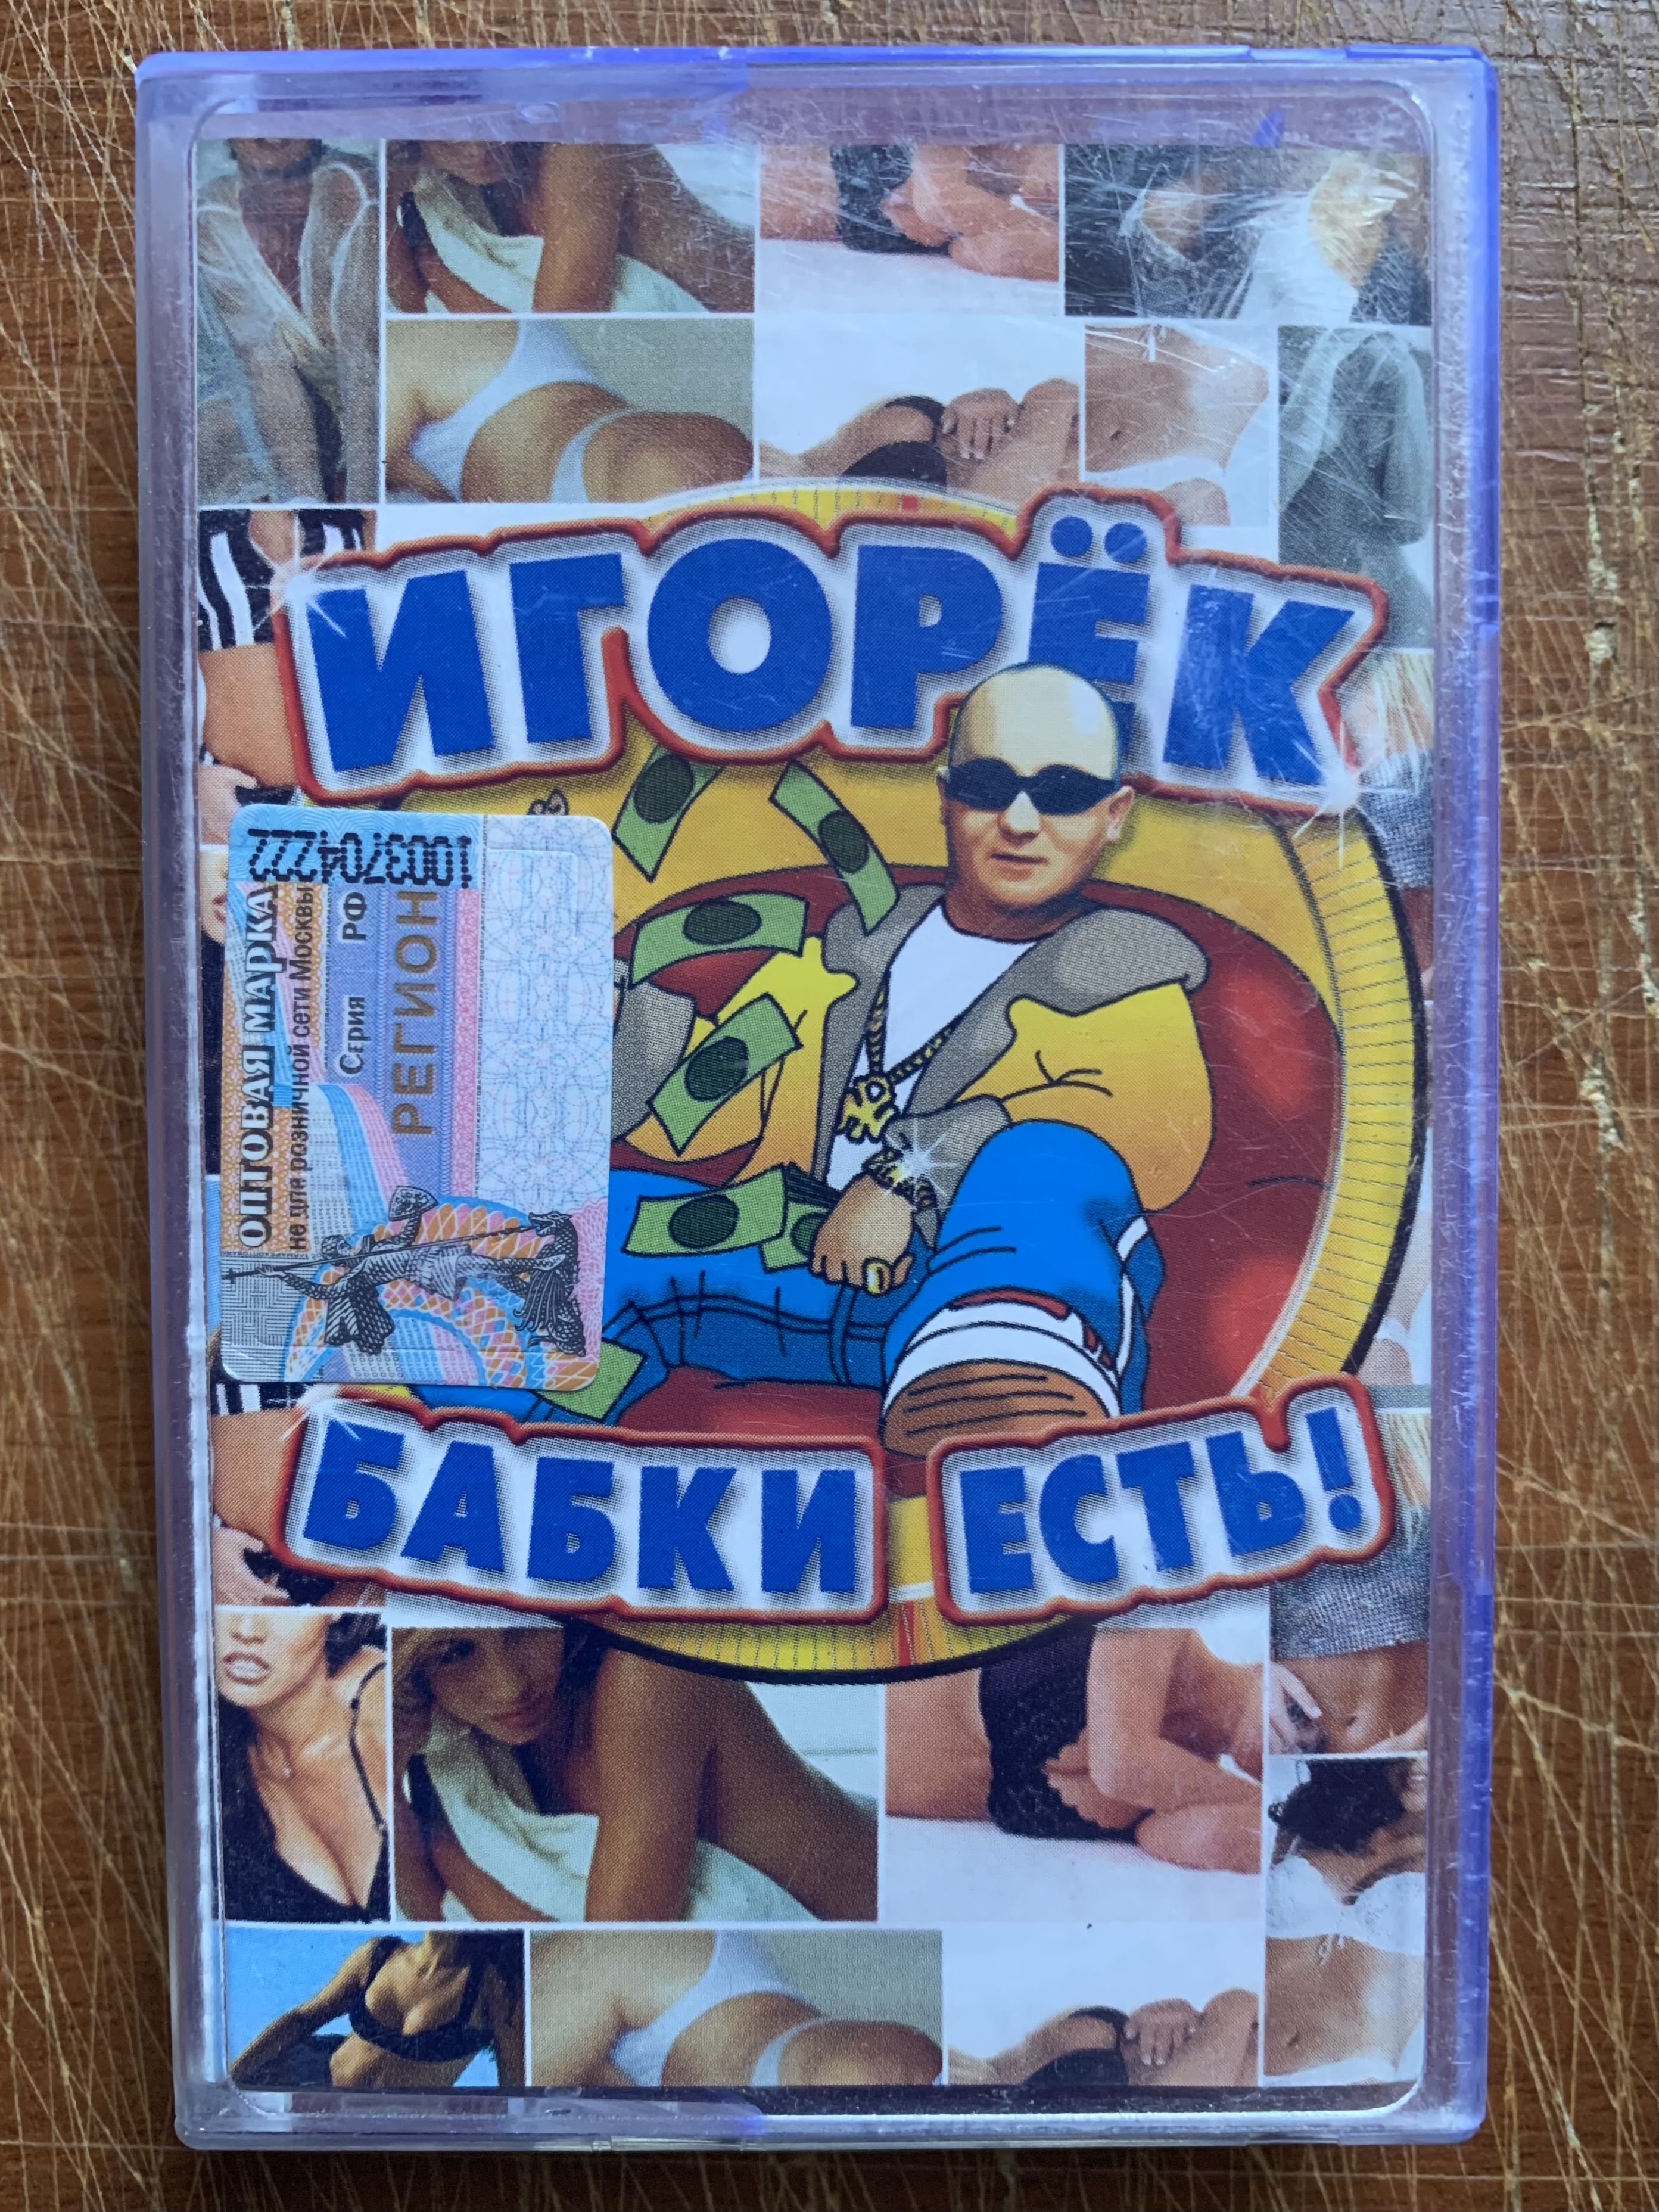 ИГОРЁК
1003704222
ОПТОВАЯ МАРКА
не для розничной сети Москвы
Серия РФ
РЕГИОН
БАБКИ ЕСТЬ!